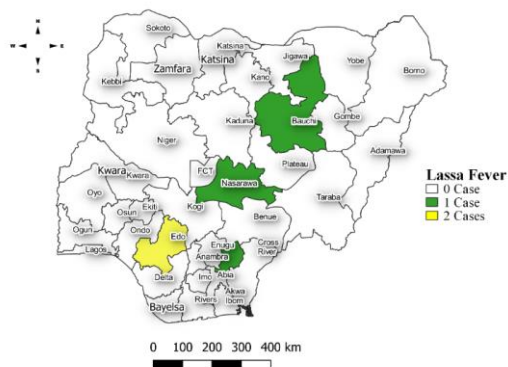 N
W E
S
Sokoto
Katsina
Jigawa
Yobe
Borno
Zamfara
Katsina
Kano
Kebbi
Kaduna
Bauchi
Gombe
Adamawa
Niger
Plateau
FCT
Nasarawa
Kwara
Kwara
Taraba
Oyo
Kogi
Benue
Ekiti
Osun
Ogun
Ondo
Edo
Enugu
Cross
River
Anambra
Lagos
Delta
Imo
Abia
Bayelsa
Rivers
Akwa
Ibom
Lassa Fever
0 Case
1 Case
2 Cases
0 100 200 300 400 km